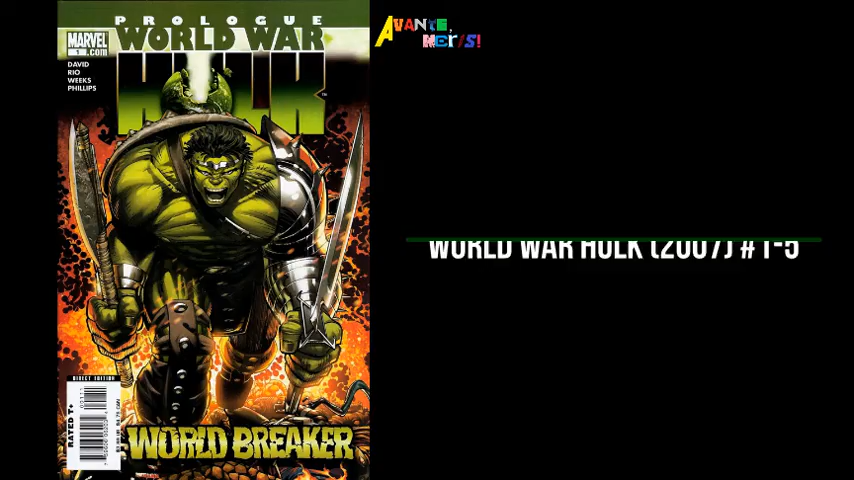 PROLOGUE
WORLD WAR
HULK
MARVEL
1 .com
DAVID
RIO
WEEKS
PHILLIPS
DIRECT EDITION
RATED T+
WORLD BREAKER
AVANTE,
NERDS!
WORLD WAR HULK (2007) #1-5